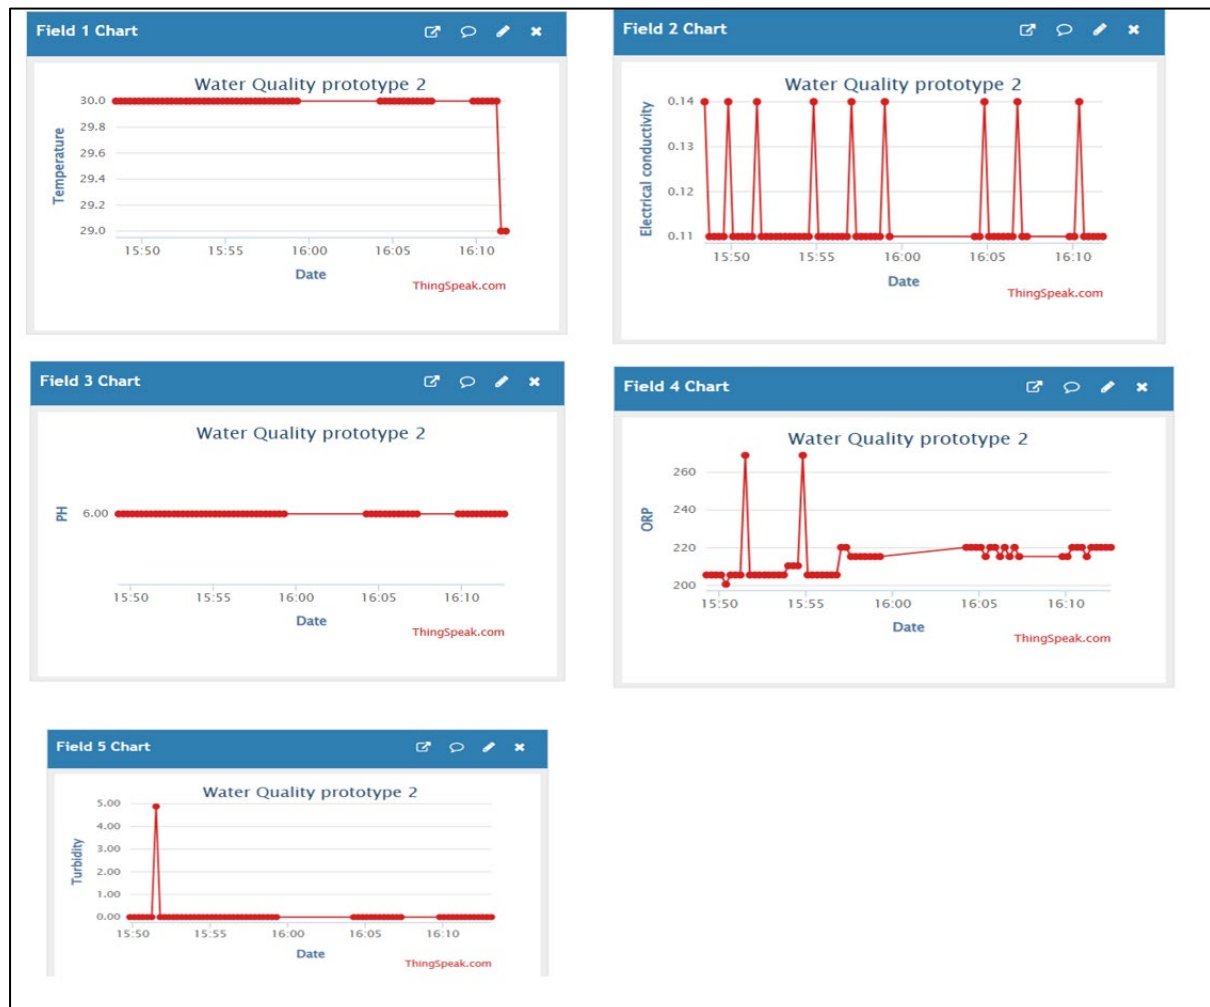 Field 1 Chart
Water Quality prototype 2
Temperature
30.0
29.8
29.6
29.4
29.2
29.0
15:50 15:55 16:00 16:05 16:10
Date
ThingSpeak.com
Field 2 Chart
Water Quality prototype 2
Electrical conductivity
0.14
0.13
0.12
0.11
15:50 15:55 16:00 16:05 16:10
Date
ThingSpeak.com
Field 3 Chart
Water Quality prototype 2
PH
6.00
15:50 15:55 16:00 16:05 16:10
Date
ThingSpeak.com
Field 4 Chart
Water Quality prototype 2
ORP
260
240
220
200
15:50 15:55 16:00 16:05 16:10
Date
ThingSpeak.com
Field 5 Chart
Water Quality prototype 2
Turbidity
5.00
4.00
3.00
2.00
1.00
0.00
15:50 15:55 16:00 16:05 16:10
Date
ThingSpeak.com